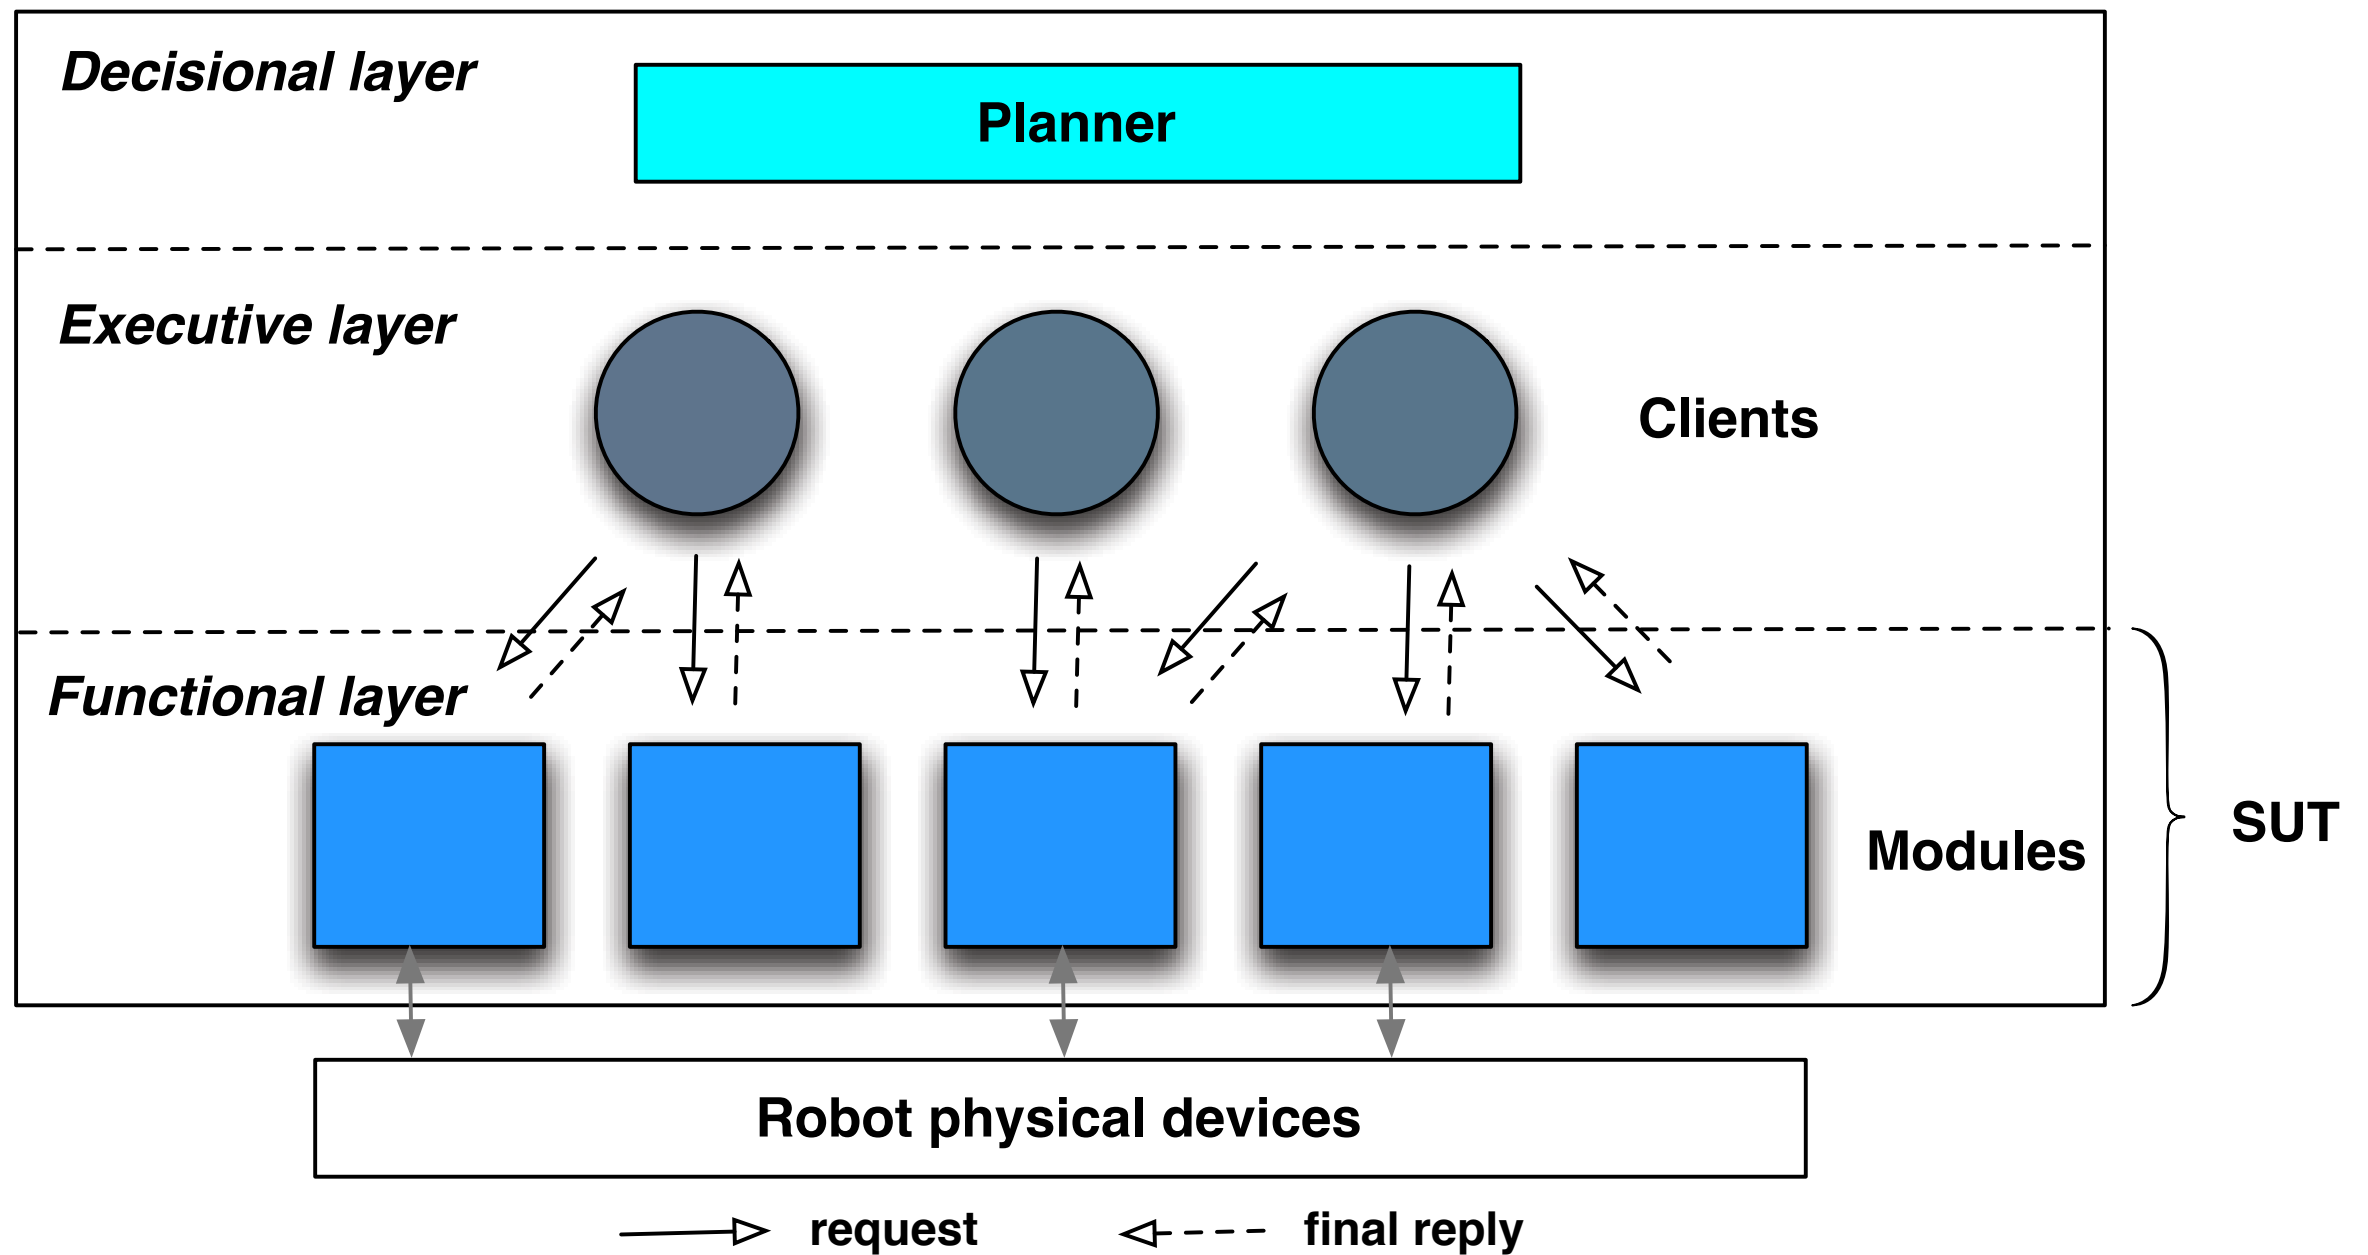 Decisional layer
Planner
Executive layer
Clients
Functional layer
Modules
SUT
Robot physical devices
request
final reply